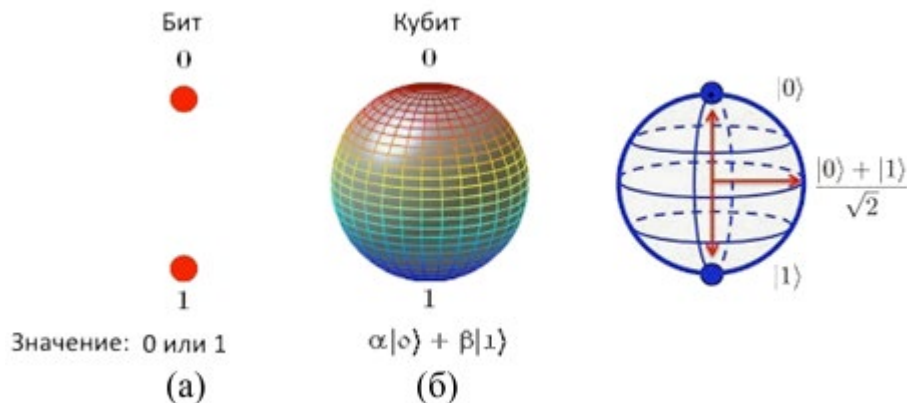 Бит
0
1
Значение: 0 или 1
(а)
Кубит
0
1
α|0⟩ + β|1⟩
(б)
|0⟩
|0⟩ + |1⟩
√2
|1⟩